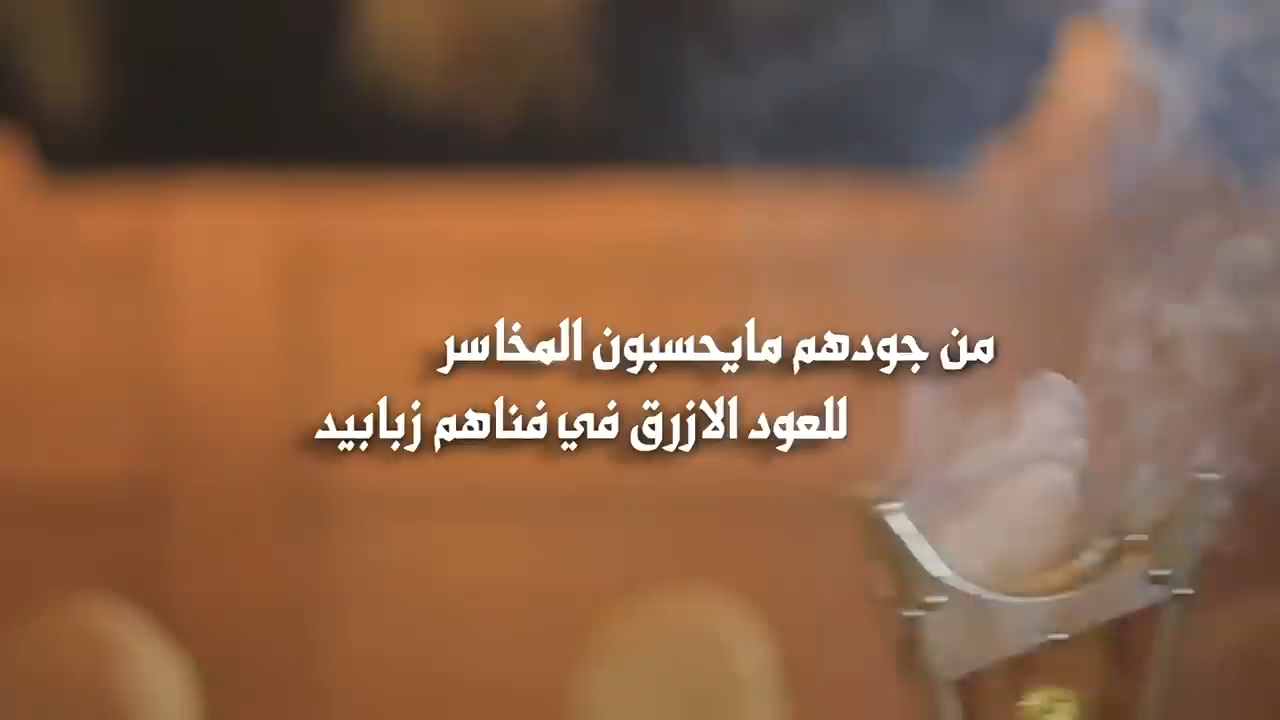 من جودهم مايحسبون المخاسر
للعود الازرق في فناهم زبابيد